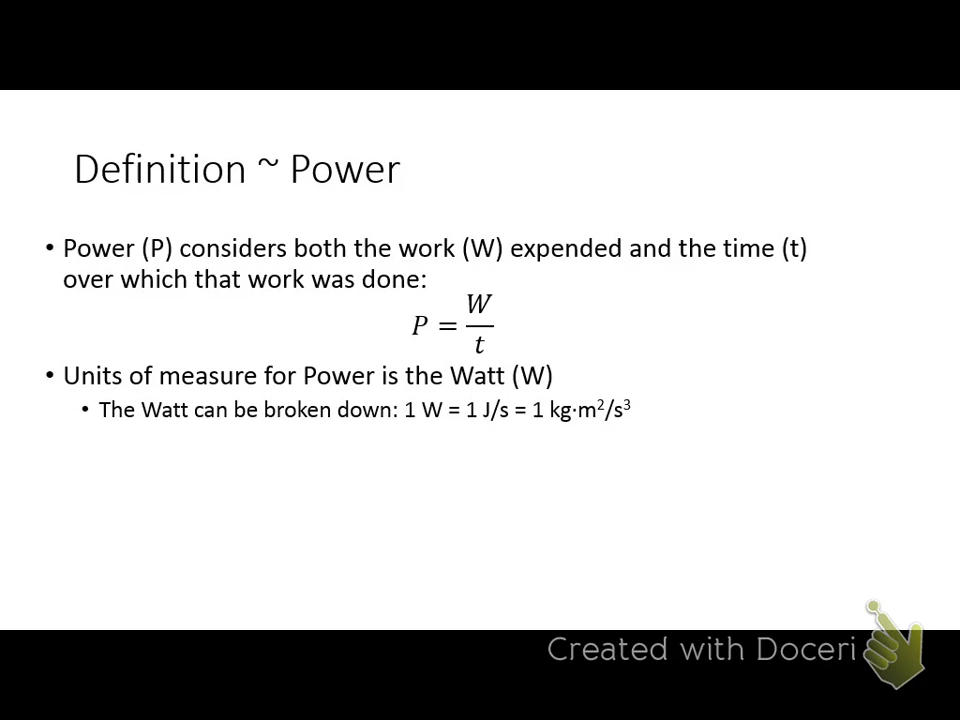 Definition ~ Power
• Power (P) considers both the work (W) expended and the time (t)
over which that work was done:
P = W/t
• Units of measure for Power is the Watt (W)
• The Watt can be broken down: 1 W = 1 J/s = 1 kg·m²/s³
Created with Doceri